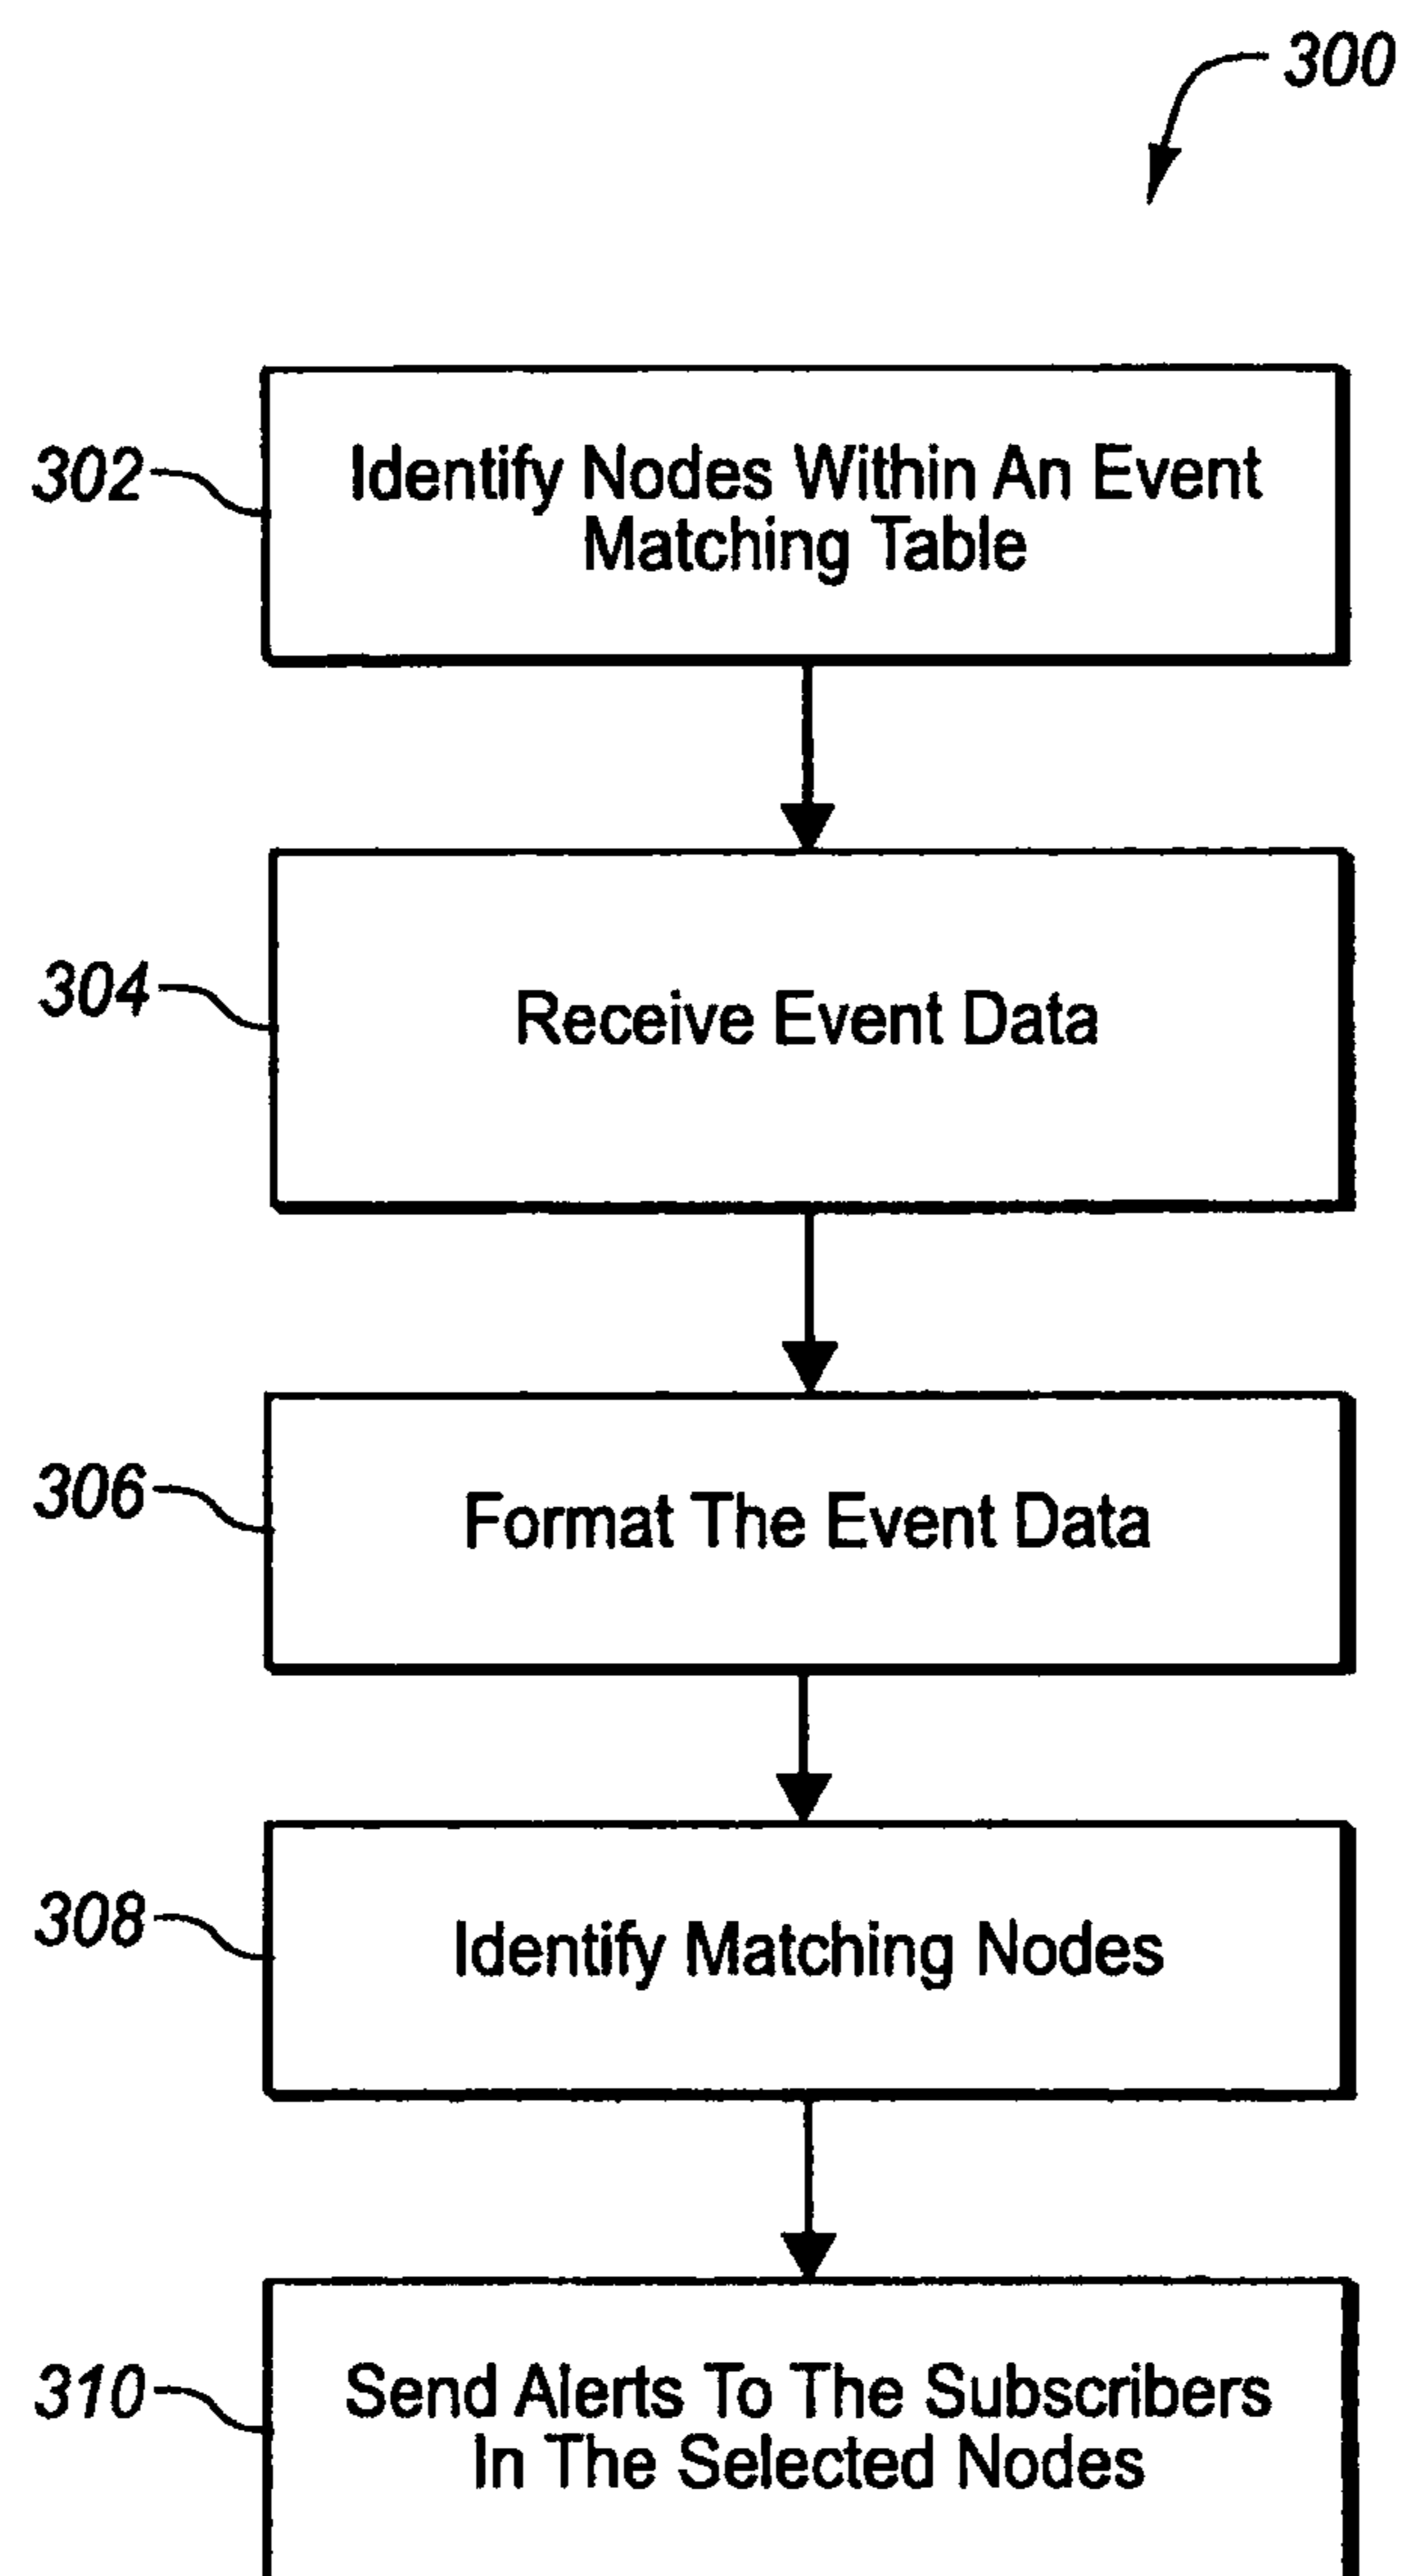 300
302
Identify Nodes Within An Event
Matching Table
304
Receive Event Data
306
Format The Event Data
308
Identify Matching Nodes
310
Send Alerts To The Subscribers
In The Selected Nodes